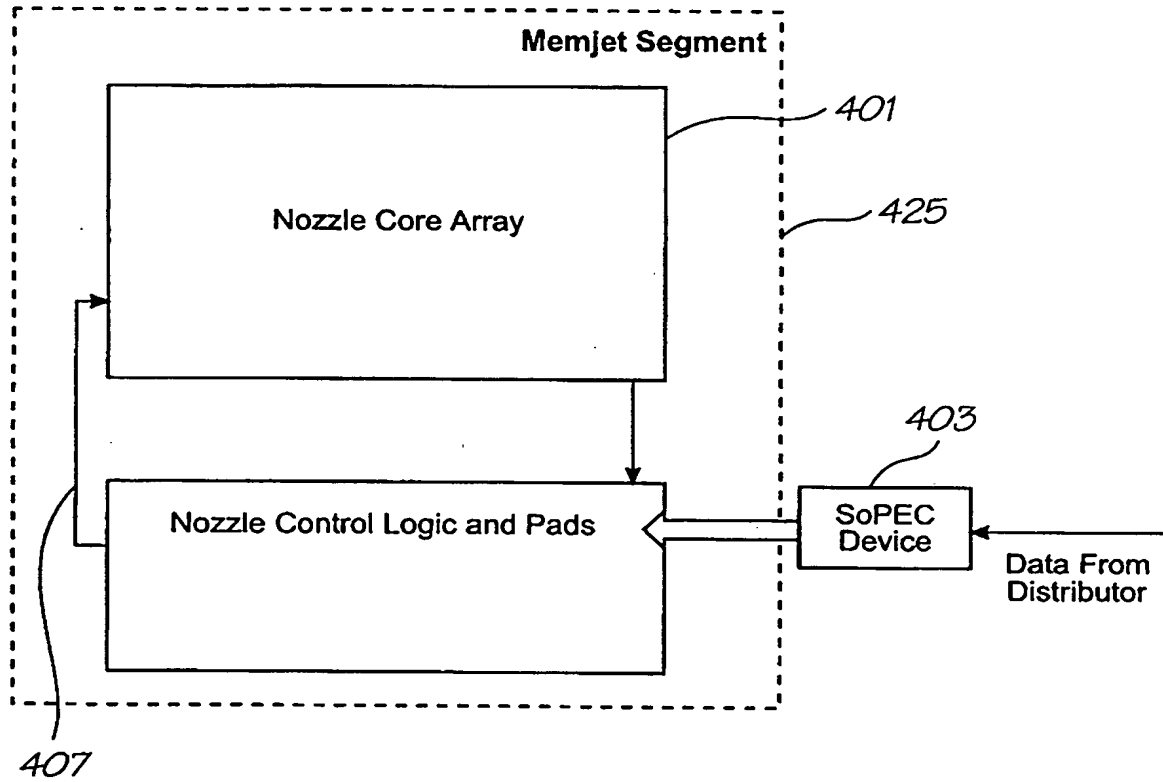 Memjet Segment
401
Nozzle Core Array
425
403
Nozzle Control Logic and Pads
SoPEC
Device
Data From
Distributor
407